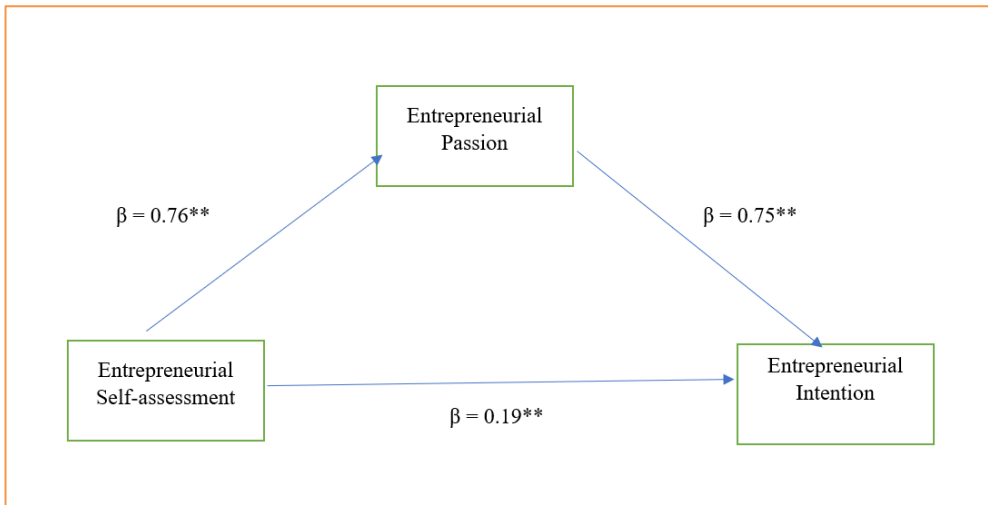 Entrepreneurial
Passion
β = 0.76**
β = 0.75**
Entrepreneurial
Self-assessment
Entrepreneurial
Intention
β = 0.19**